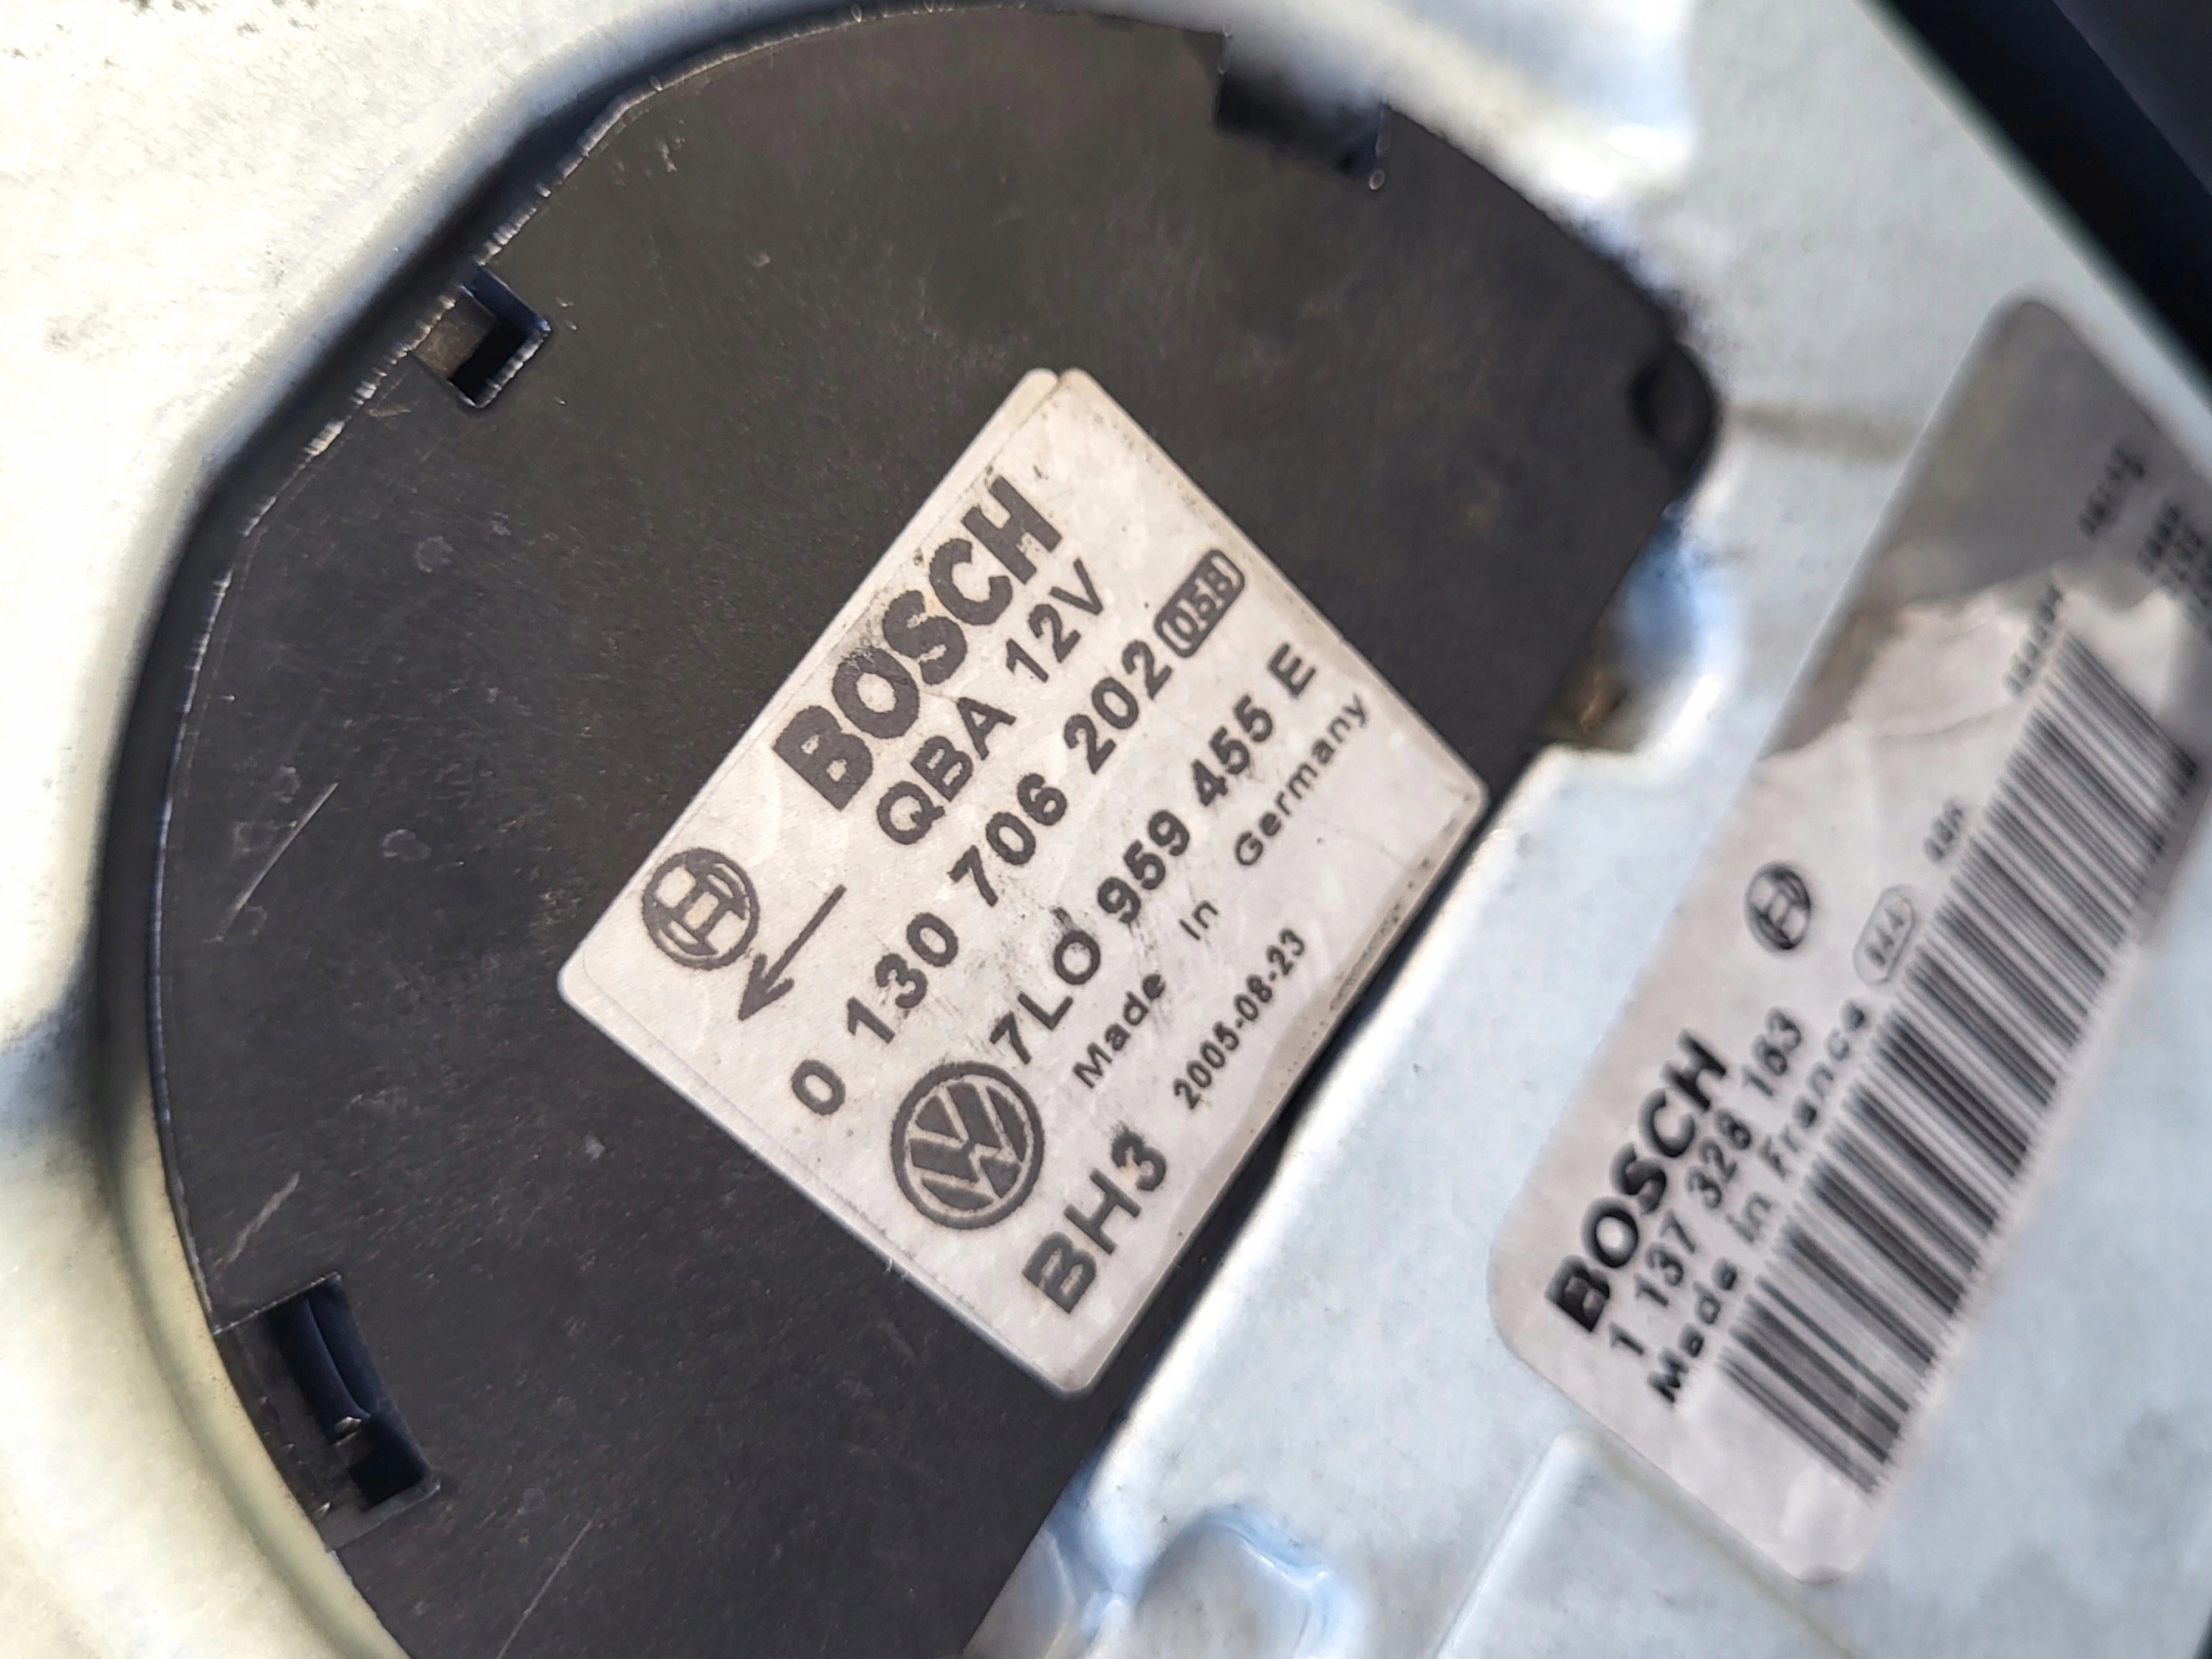 BOSCH
QBA 12V
0 130 706 202 05H
7L0 959 455 E
Made in Germany
BH3 2005-08-23
BOSCH
1 137 328 163
Made in France